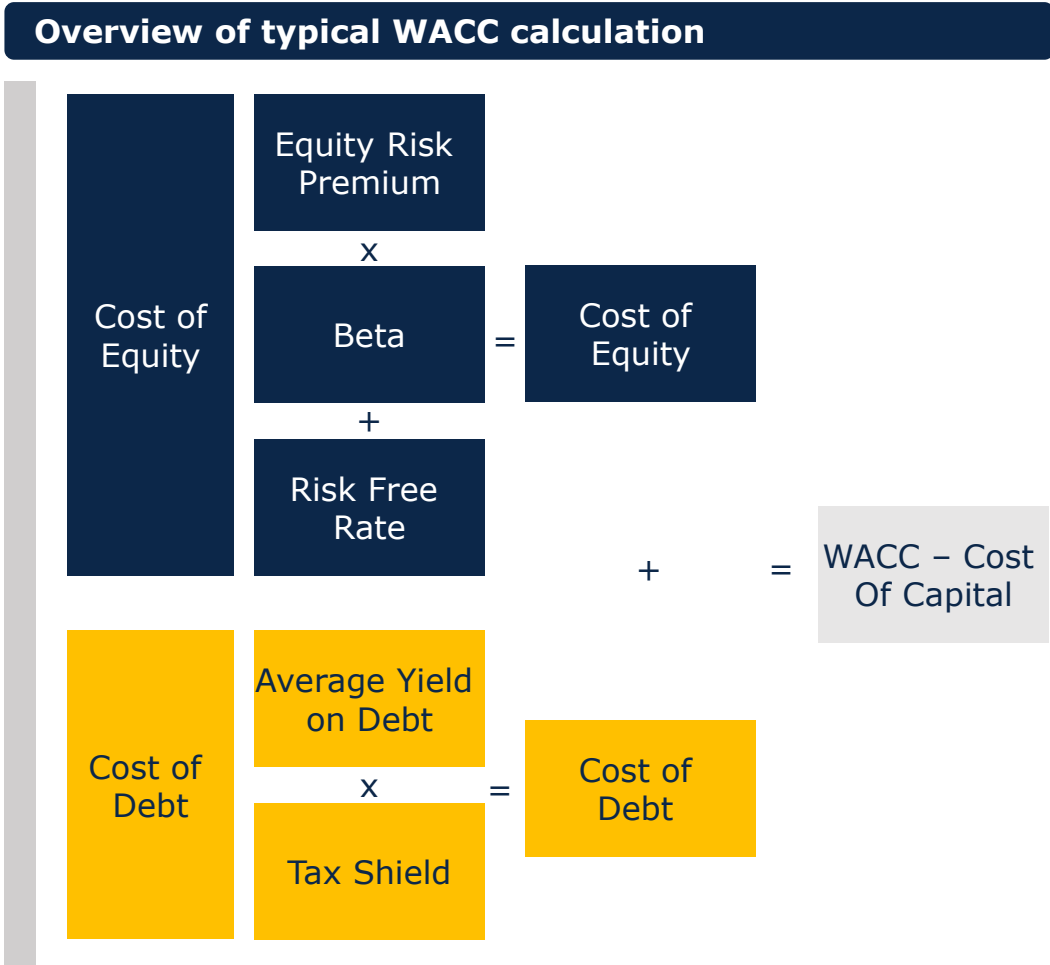 Overview of typical WACC calculation
Cost of
Equity
Equity Risk
Premium
x
Beta
+
Risk Free
Rate
=
Cost of
Equity
+
=
WACC – Cost
Of Capital
Cost of
Debt
Average Yield
on Debt
x
Tax Shield
=
Cost of
Debt